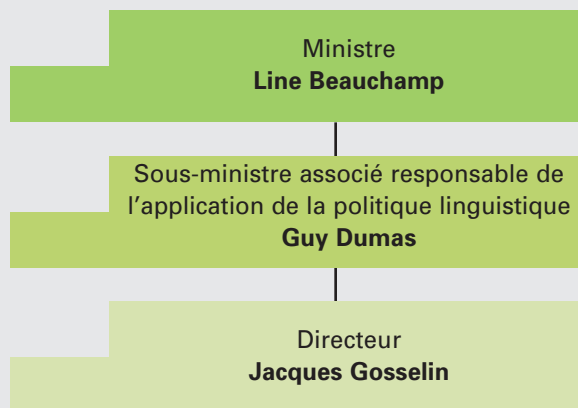 Ministre
Line Beauchamp
Sous-ministre associé responsable de
l'application de la politique linguistique
Guy Dumas
Directeur
Jacques Gosselin